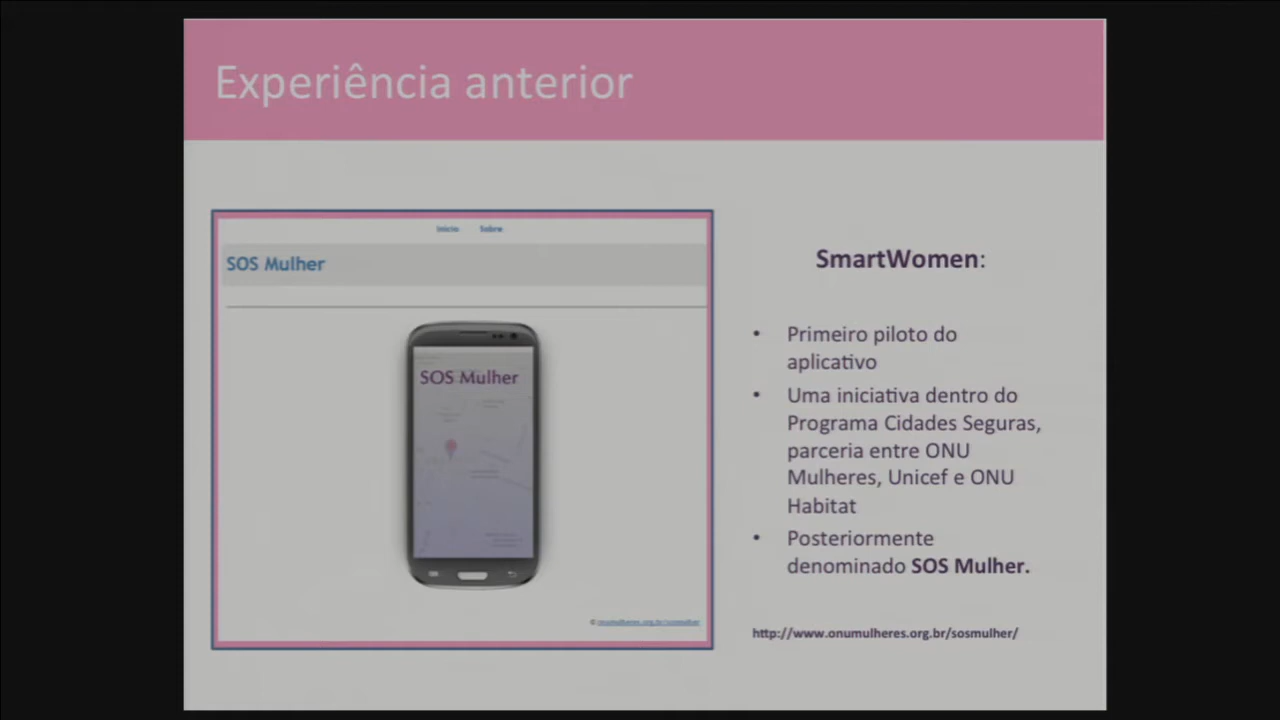 Experiência anterior
Início Sobre
SOS Mulher
SOS Mulher
© onumulheres.org.br/sosmulher
SmartWomen:
• Primeiro piloto do
aplicativo
• Uma iniciativa dentro do
Programa Cidades Seguras,
parceria entre ONU
Mulheres, Unicef e ONU
Habitat
• Posteriormente
denominado SOS Mulher.
http://www.onumulheres.org.br/sosmulher/